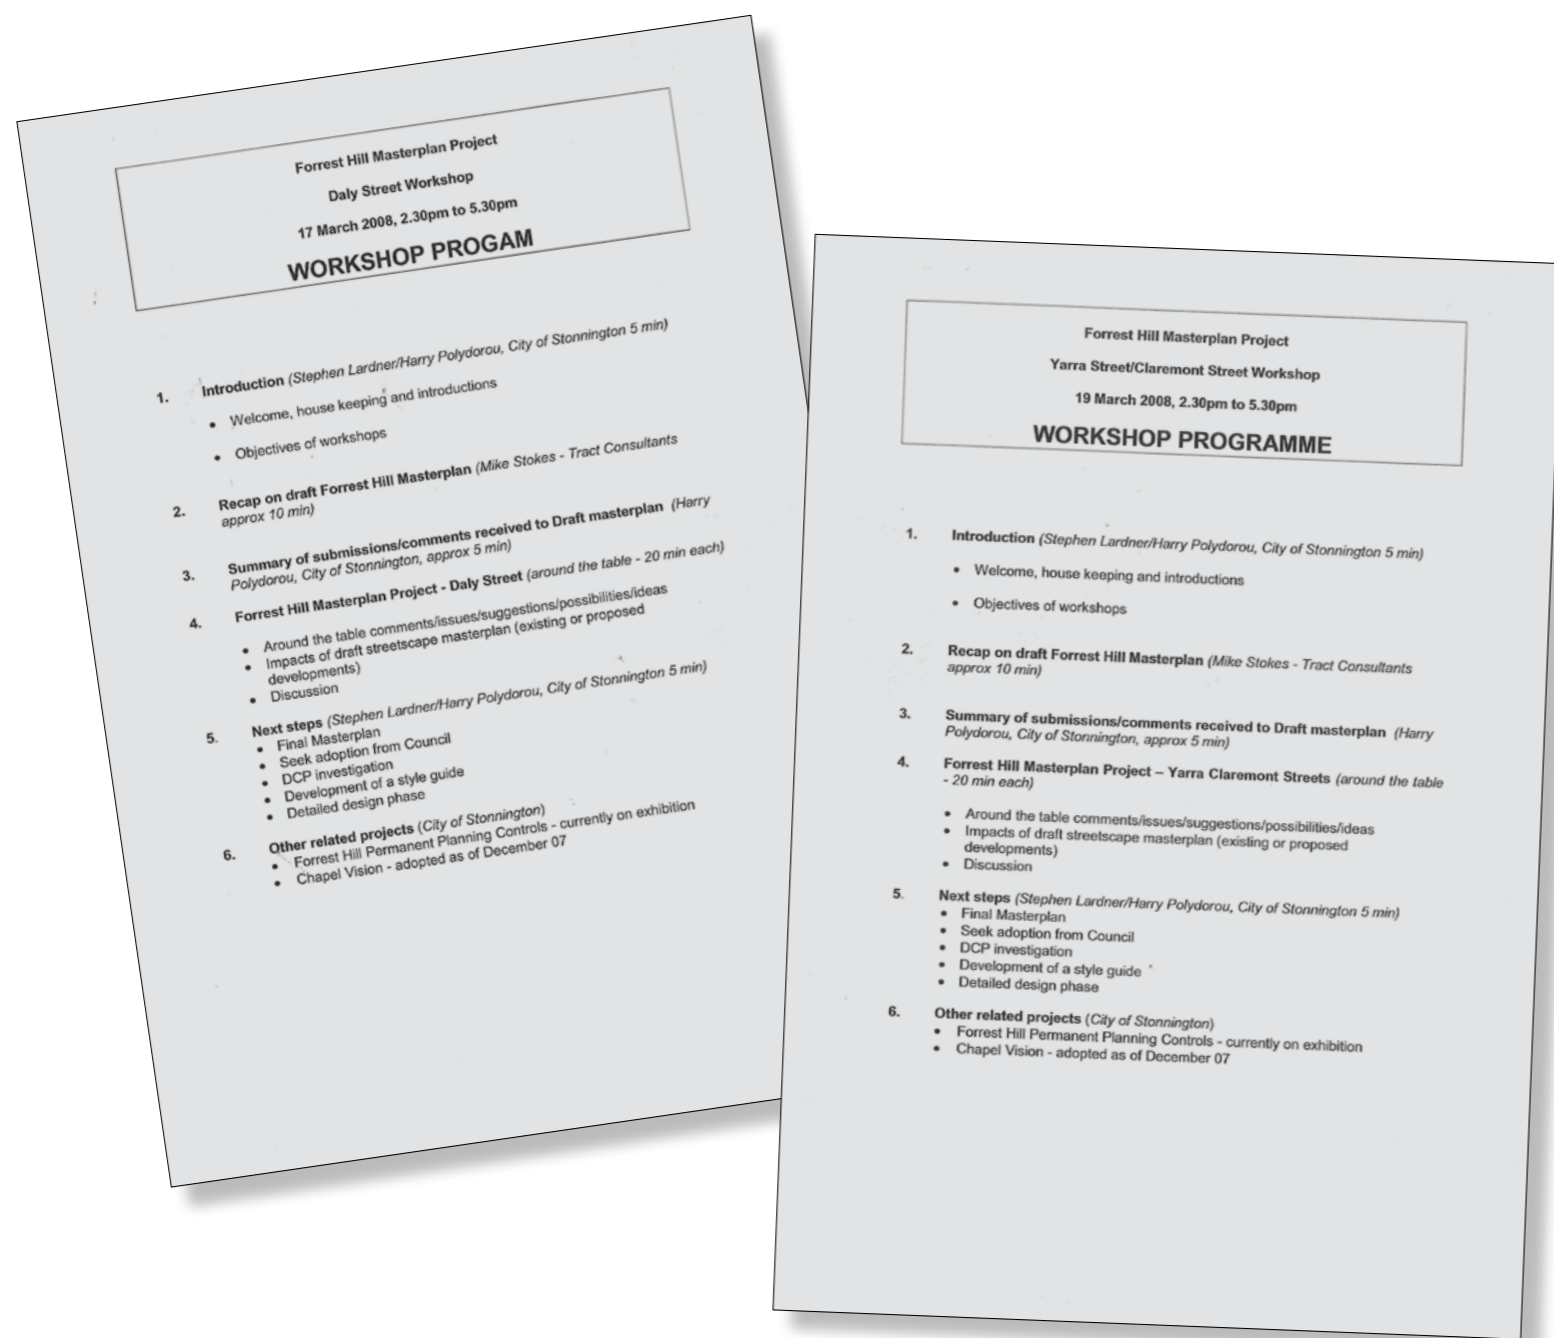 Forrest Hill Masterplan Project
Daly Street Workshop
17 March 2008, 2.30pm to 5.30pm
WORKSHOP PROGAM
1. Introduction (Stephen Lardner/Harry Polydorou, City of Stonnington 5 min)
• Welcome, house keeping and introductions
• Objectives of workshops
2. Recap on draft Forrest Hill Masterplan (Mike Stokes - Tract Consultants
approx 10 min)
3. Summary of submissions/comments received to Draft masterplan (Harry
Polydorou, City of Stonnington, approx 5 min)
4. Forrest Hill Masterplan Project - Daly Street (around the table - 20 min each)
• Around the table comments/issues/suggestions/possibilities/ideas
• Impacts of draft streetscape masterplan (existing or proposed
developments)
• Discussion
5. Next steps (Stephen Lardner/Harry Polydorou, City of Stonnington 5 min)
• Final Masterplan
• Seek adoption from Council
• DCP investigation
• Development of a style guide
• Detailed design phase
6. Other related projects (City of Stonnington)
• Forrest Hill Permanent Planning Controls - currently on exhibition
• Chapel Vision - adopted as of December 07
Forrest Hill Masterplan Project
Yarra Street/Claremont Street Workshop
19 March 2008, 2.30pm to 5.30pm
WORKSHOP PROGRAMME
1. Introduction (Stephen Lardner/Harry Polydorou, City of Stonnington 5 min)
• Welcome, house keeping and introductions
• Objectives of workshops
2. Recap on draft Forrest Hill Masterplan (Mike Stokes - Tract Consultants
approx 10 min)
3. Summary of submissions/comments received to Draft masterplan (Harry
Polydorou, City of Stonnington, approx 5 min)
4. Forrest Hill Masterplan Project – Yarra Claremont Streets (around the table
- 20 min each)
• Around the table comments/issues/suggestions/possibilities/ideas
• Impacts of draft streetscape masterplan (existing or proposed
developments)
• Discussion
5. Next steps (Stephen Lardner/Harry Polydorou, City of Stonnington 5 min)
• Final Masterplan
• Seek adoption from Council
• DCP investigation
• Development of a style guide
• Detailed design phase
6. Other related projects (City of Stonnington)
• Forrest Hill Permanent Planning Controls - currently on exhibition
• Chapel Vision - adopted as of December 07